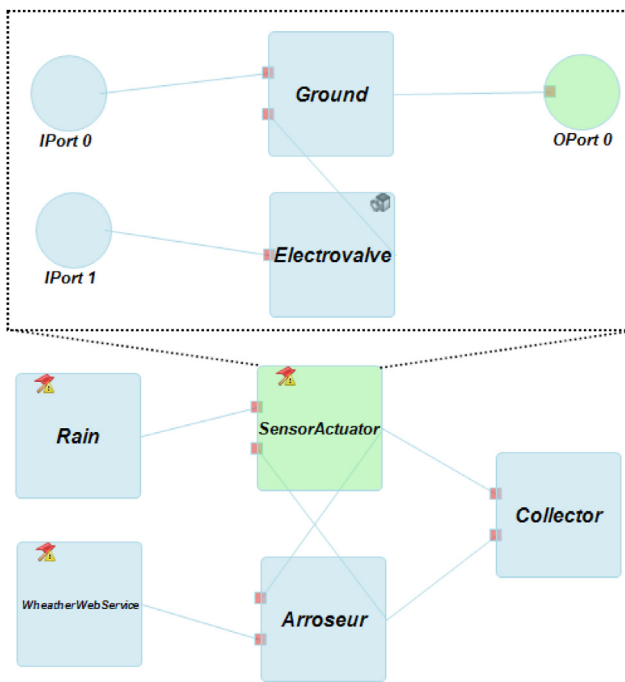 Ground
IPort 0
OPort 0
Electrovalve
IPort 1
SensorActuator
Rain
Collector
WheatherWebService
Arroseur